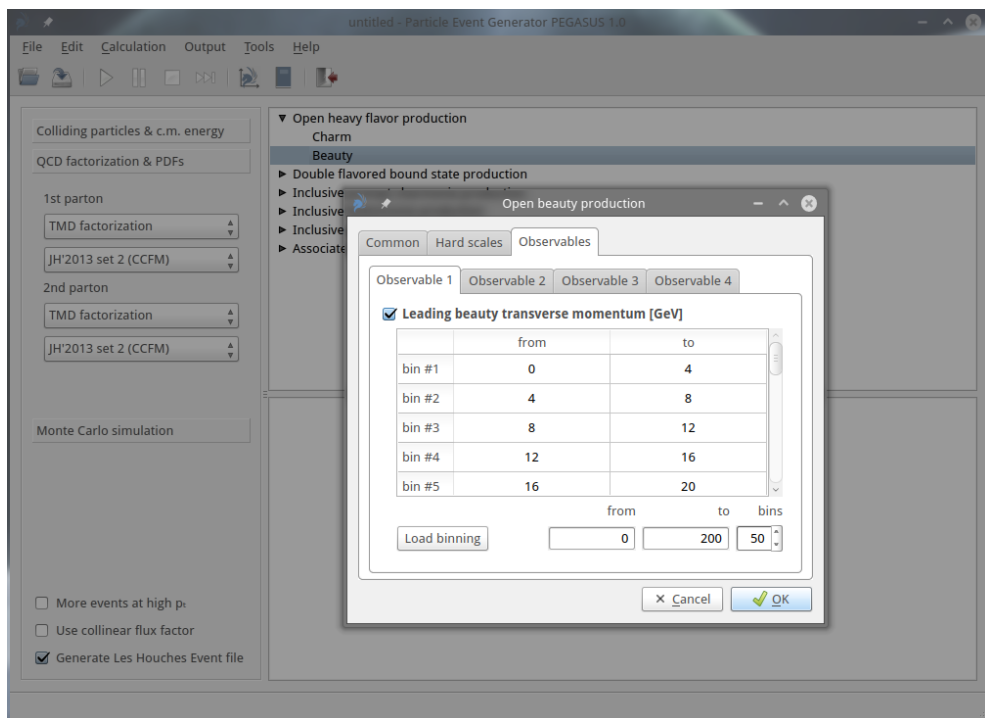 untitled - Particle Event Generator PEGASUS 1.0
File Edit Calculation Output Tools Help
Colliding particles & c.m. energy
QCD factorization & PDFs
1st parton
TMD factorization
JH'2013 set 2 (CCFM)
2nd parton
TMD factorization
JH'2013 set 2 (CCFM)
Monte Carlo simulation
More events at high pₜ
Use collinear flux factor
Generate Les Houches Event file
Open heavy flavor production
Charm
Beauty
Double flavored bound state production
Inclusive
Inclusive
Inclusive
Associate
Open beauty production
Common Hard scales Observables
Observable 1 Observable 2 Observable 3 Observable 4
Leading beauty transverse momentum [GeV]
from to
bin #1 0 4
bin #2 4 8
bin #3 8 12
bin #4 12 16
bin #5 16 20
from to bins
Load binning 0 200 50
Cancel OK